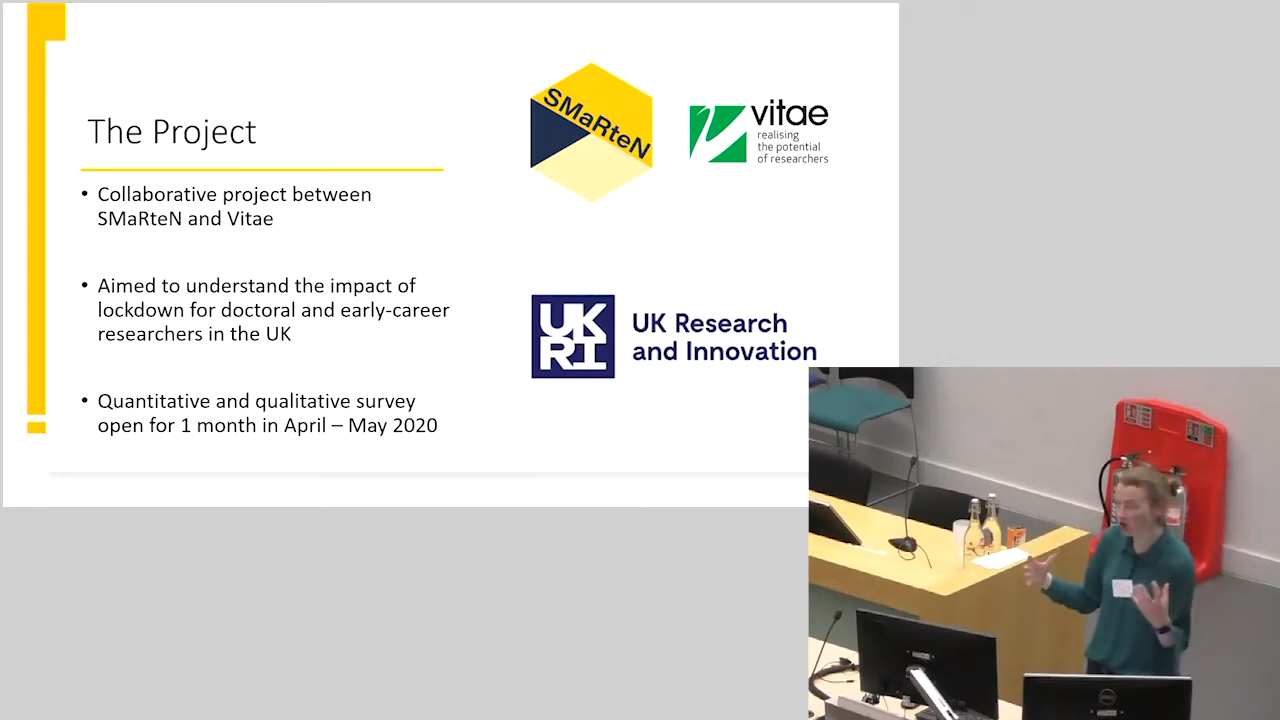 The Project
• Collaborative project between
SMaRteN and Vitae
• Aimed to understand the impact of
lockdown for doctoral and early-career
researchers in the UK
• Quantitative and qualitative survey
open for 1 month in April – May 2020
SMaRteN
vitae
realising
the potential
of researchers
UK
RI
UK Research
and Innovation
DELL